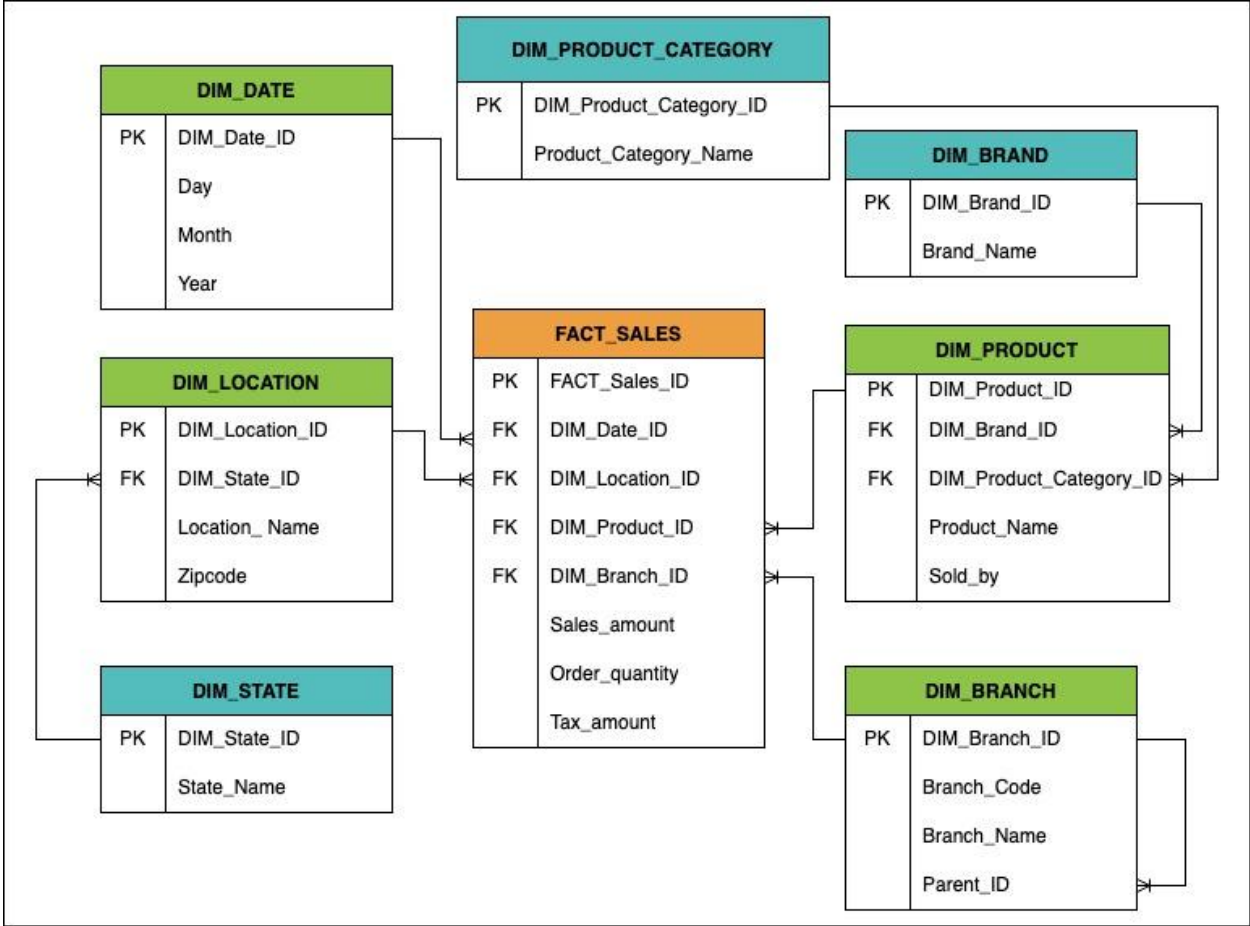 DIM_PRODUCT_CATEGORY
PK DIM_Product_Category_ID
Product_Category_Name
DIM_DATE
PK DIM_Date_ID
Day
Month
Year
DIM_BRAND
PK DIM_Brand_ID
Brand_Name
FACT_SALES
PK FACT_Sales_ID
FK DIM_Date_ID
FK DIM_Location_ID
FK DIM_Product_ID
FK DIM_Branch_ID
Sales_amount
Order_quantity
Tax_amount
DIM_PRODUCT
PK DIM_Product_ID
FK DIM_Brand_ID
FK DIM_Product_Category_ID
Product_Name
Sold_by
DIM_LOCATION
PK DIM_Location_ID
FK DIM_State_ID
Location_ Name
Zipcode
DIM_STATE
PK DIM_State_ID
State_Name
DIM_BRANCH
PK DIM_Branch_ID
Branch_Code
Branch_Name
Parent_ID